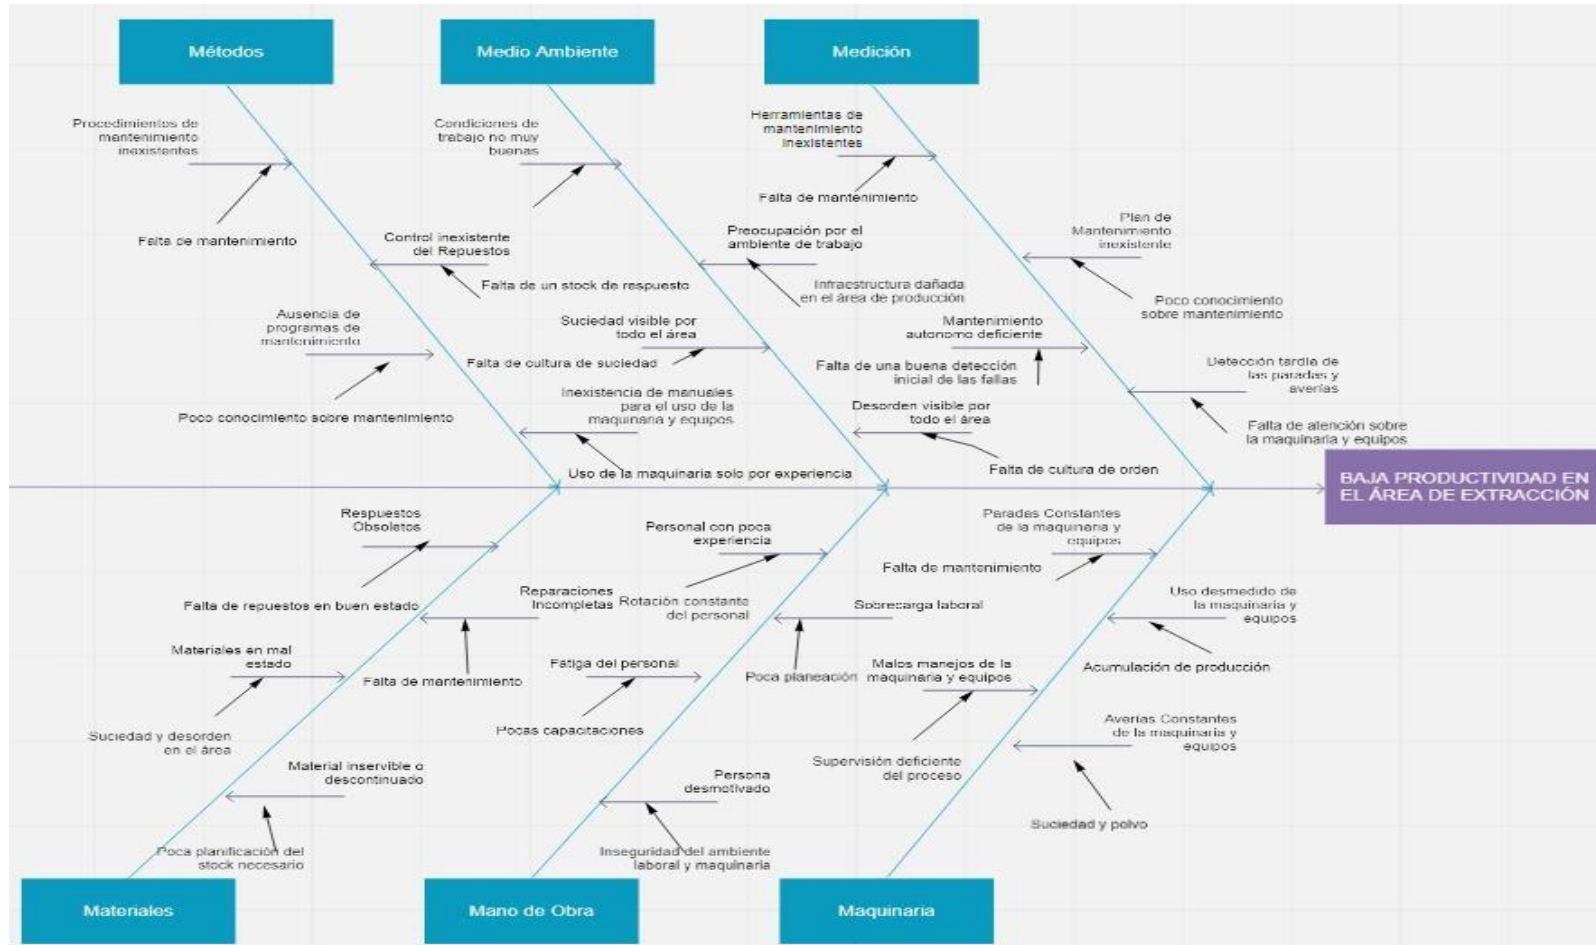 Métodos
Medio Ambiente
Medición
Procedimientos de
mantenimiento
inexistentes
Falta de mantenimiento
Control inexistente
del Repuestos
Falta de un stock de respuesto
Ausencia de
programas de
mantenimiento
Poco conocimiento sobre mantenimiento
Inexistencia de manuales
para el uso de la
maquinaria y equipos
Uso de la maquinaria solo por experiencia
Condiciones de
trabajo no muy
buenas
Preocupación por el
ambiente de trabajo
Infraestructura dañada
en el área de producción
Suciedad visible por
todo el área
Falta de cultura de suciedad
Desorden visible por
todo el área
Falta de cultura de orden
Herramientas de
mantenimiento
inexistentes
Falta de mantenimiento
Plan de
Mantenimiento
inexistente
Poco conocimiento
sobre mantenimiento
Mantenimiento
autonomo deficiente
Falta de una buena detección
inicial de las fallas
Detección tardía de
las paradas y
averías
Falta de atención sobre
la maquinaria y equipos
BAJA PRODUCTIVIDAD EN
EL ÁREA DE EXTRACCIÓN
Respuestos
Obsoletos
Falta de repuestos en buen estado
Reparaciones
Incompletas
Falta de mantenimiento
Materiales en mal
estado
Suciedad y desorden
en el área
Material inservible o
descontinuado
Poca planificación del
stock necesario
Personal con poca
experiencia
Rotación constante
del personal
Sobrecarga laboral
Poca planeación
Fatiga del personal
Pocas capacitaciones
Persona
desmotivado
Inseguridad del ambiente
laboral y maquinaria
Paradas Constantes
de la maquinaria y
equipos
Falta de mantenimiento
Uso desmedido de
la maquinaria y
equipos
Acumulación de producción
Malos manejos de la
maquinaria y equipos
Supervisión deficiente
del proceso
Averías Constantes
de la maquinaria y
equipos
Suciedad y polvo
Materiales
Mano de Obra
Maquinaria